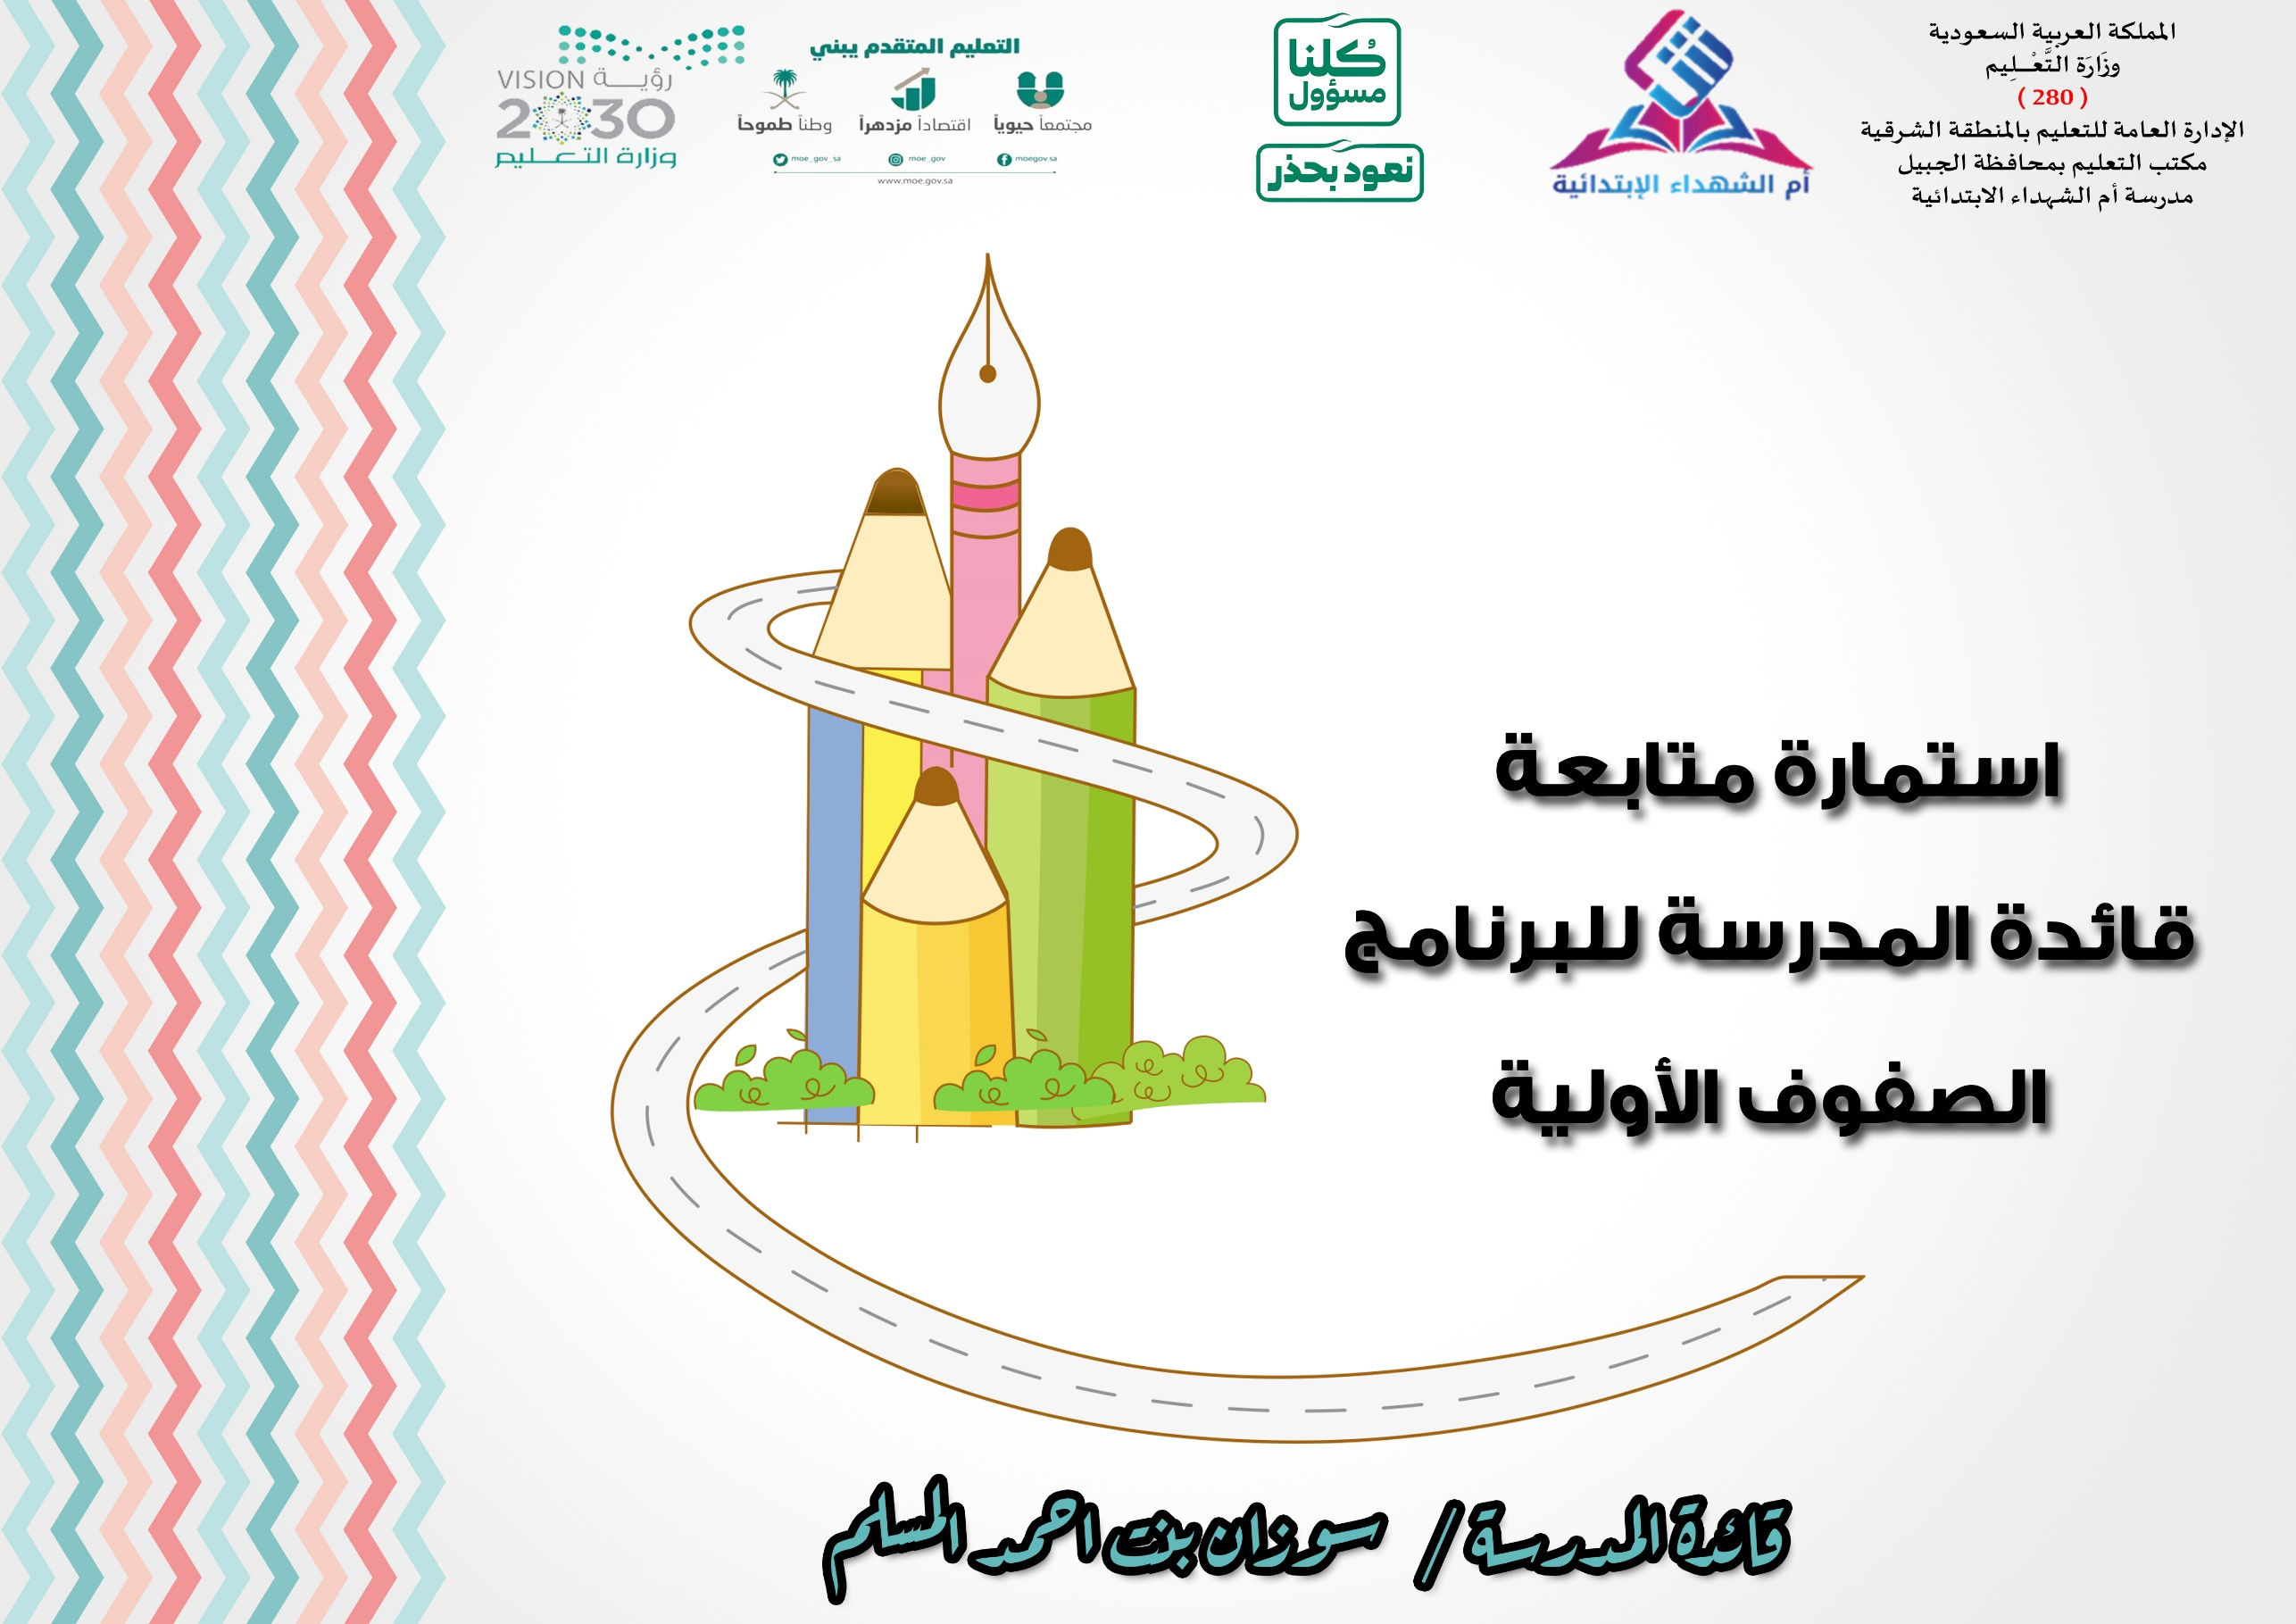 المملكة العربية السعودية
وزَارَة التَّعْـــلِيم
( 280 )
الإدارة العامة للتعليم بالمنطقة الشرقية
مكتب التعليم بمحافظة الجبيل
مدرسة أم الشهداء الابتدائية
أم الشهداء الإبتدائية
كُلنا
مسؤول
نعود بحذر
التعليم المتقدم يبني
مجتمعاً حيوياً
اقتصاداً مزدهراً
وطناً طموحاً
moe_gov_sa
moe_gov
moegov.sa
www.moe.gov.sa
VISION رؤيـــة
2030
وزارة التـــعـــلـــيم
استمارة متابعة
قائدة المدرسة للبرنامج
الصفوف الأولية
قائدة المدرسة / سوزان بنت احمد المسلم